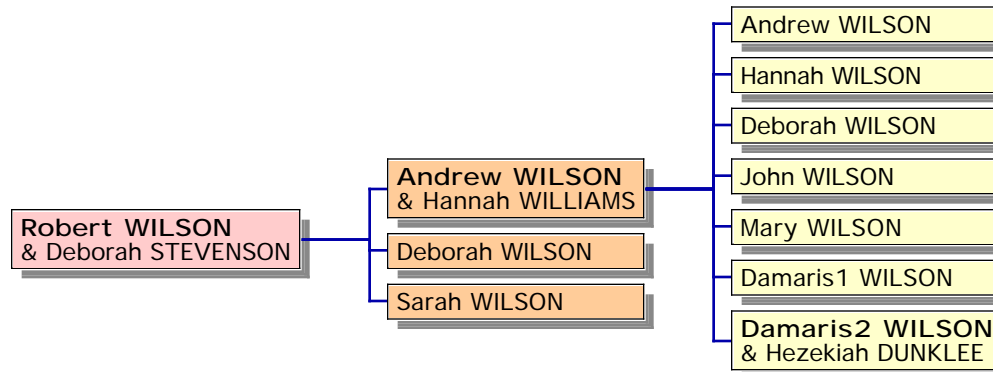 Robert WILSON
& Deborah STEVENSON
Andrew WILSON
& Hannah WILLIAMS
Deborah WILSON
Sarah WILSON
Andrew WILSON
Hannah WILSON
Deborah WILSON
John WILSON
Mary WILSON
Damaris1 WILSON
Damaris2 WILSON
& Hezekiah DUNKLEE